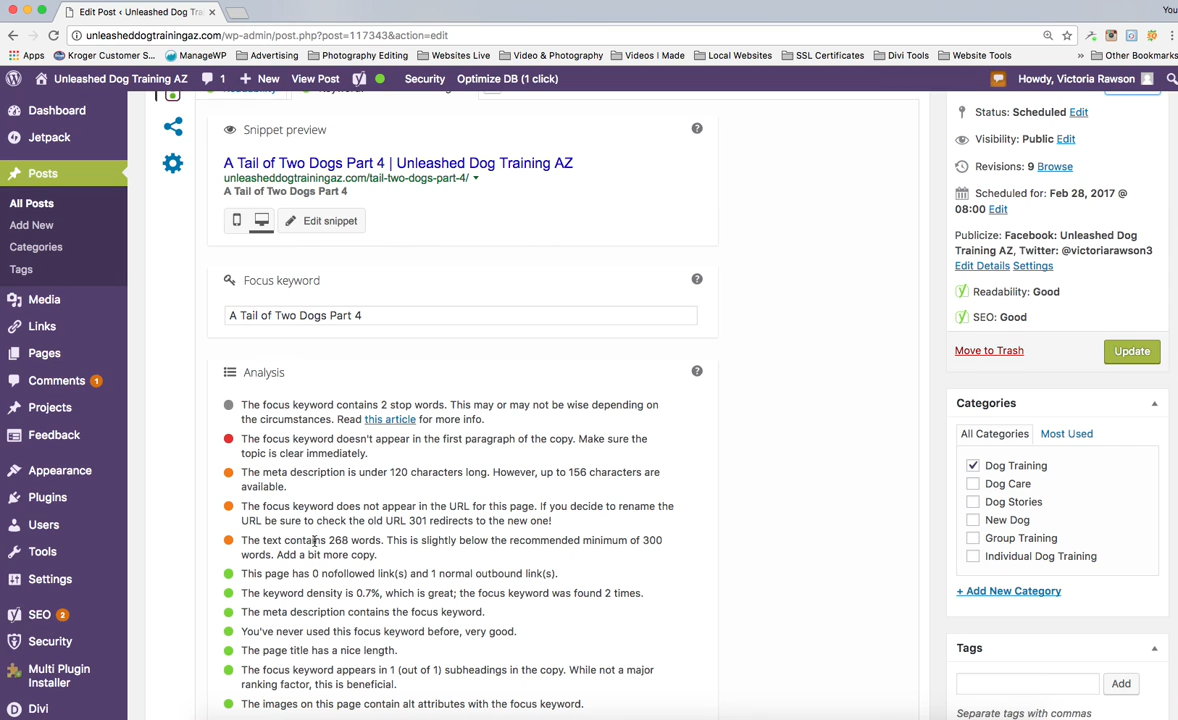 Edit Post ‹ Unleashed Dog Tra
You
unleasheddogtrainingaz.com/wp-admin/post.php?post=117343&action=edit
Apps Kroger Customer S... ManageWP Advertising Photography Editing Websites Live Video & Photography Videos I Made Local Websites SSL Certificates Divi Tools Website Tools » Other Bookmarks
Unleashed Dog Training AZ 1 + New View Post Security Optimize DB (1 click) Howdy, Victoria Rawson
Dashboard
Jetpack
Posts
All Posts
Add New
Categories
Tags
Media
Links
Pages
Comments 1
Projects
Feedback
Appearance
Plugins
Users
Tools
Settings
SEO 2
Security
Multi Plugin
Installer
Divi
Snippet preview
A Tail of Two Dogs Part 4 | Unleashed Dog Training AZ
unleasheddogtrainingaz.com/tail-two-dogs-part-4/
A Tail of Two Dogs Part 4
Edit snippet
Focus keyword
A Tail of Two Dogs Part 4
Analysis
The focus keyword contains 2 stop words. This may or may not be wise depending on
the circumstances. Read this article for more info.
The focus keyword doesn't appear in the first paragraph of the copy. Make sure the
topic is clear immediately.
The meta description is under 120 characters long. However, up to 156 characters are
available.
The focus keyword does not appear in the URL for this page. If you decide to rename the
URL be sure to check the old URL 301 redirects to the new one!
The text contains 268 words. This is slightly below the recommended minimum of 300
words. Add a bit more copy.
This page has 0 nofollowed link(s) and 1 normal outbound link(s).
The keyword density is 0.7%, which is great; the focus keyword was found 2 times.
The meta description contains the focus keyword.
You've never used this focus keyword before, very good.
The page title has a nice length.
The focus keyword appears in 1 (out of 1) subheadings in the copy. While not a major
ranking factor, this is beneficial.
The images on this page contain alt attributes with the focus keyword.
Status: Scheduled Edit
Visibility: Public Edit
Revisions: 9 Browse
Scheduled for: Feb 28, 2017 @
08:00 Edit
Publicize: Facebook: Unleashed Dog
Training AZ, Twitter: @victoriarawson3
Edit Details Settings
Readability: Good
SEO: Good
Move to Trash Update
Categories
All Categories Most Used
Dog Training
Dog Care
Dog Stories
New Dog
Group Training
Individual Dog Training
+ Add New Category
Tags
Add
Separate tags with commas